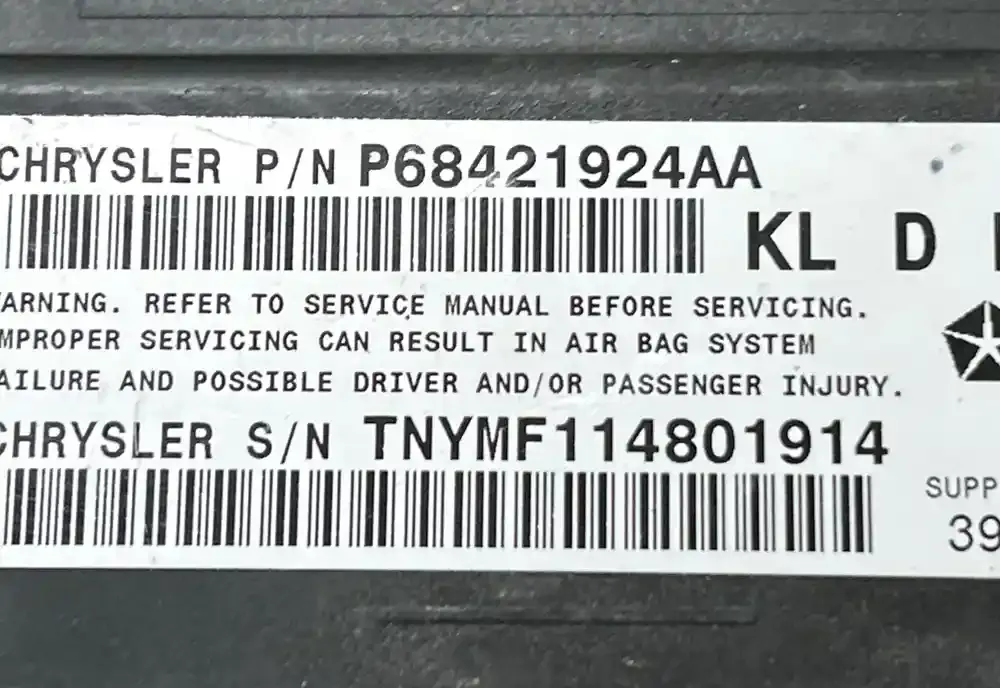 CHRYSLER P/N P68421924AA
KL D
ARNING. REFER TO SERVICE MANUAL BEFORE SERVICING.
MPROPER SERVICING CAN RESULT IN AIR BAG SYSTEM
AILURE AND POSSIBLE DRIVER AND/OR PASSENGER INJURY.
CHRYSLER S/N TNYMF114801914
SUPP
39